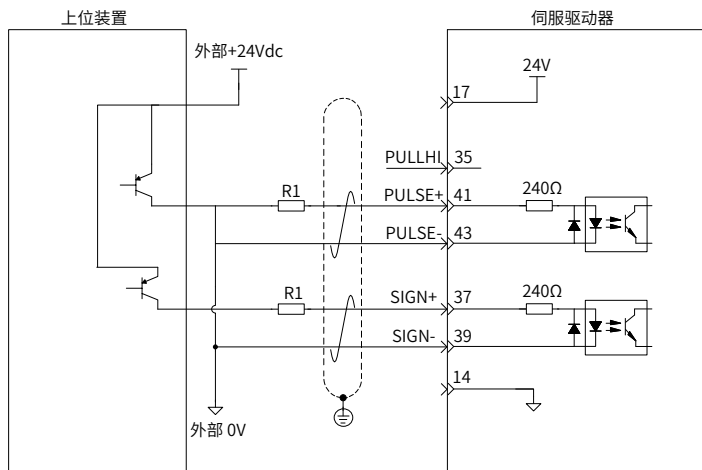 上位装置
伺服驱动器
外部+24Vdc
24V
17
PULLHI 35
R1
PULSE+ 41
240Ω
PULSE- 43
R1
SIGN+ 37
240Ω
SIGN- 39
14
外部 0V